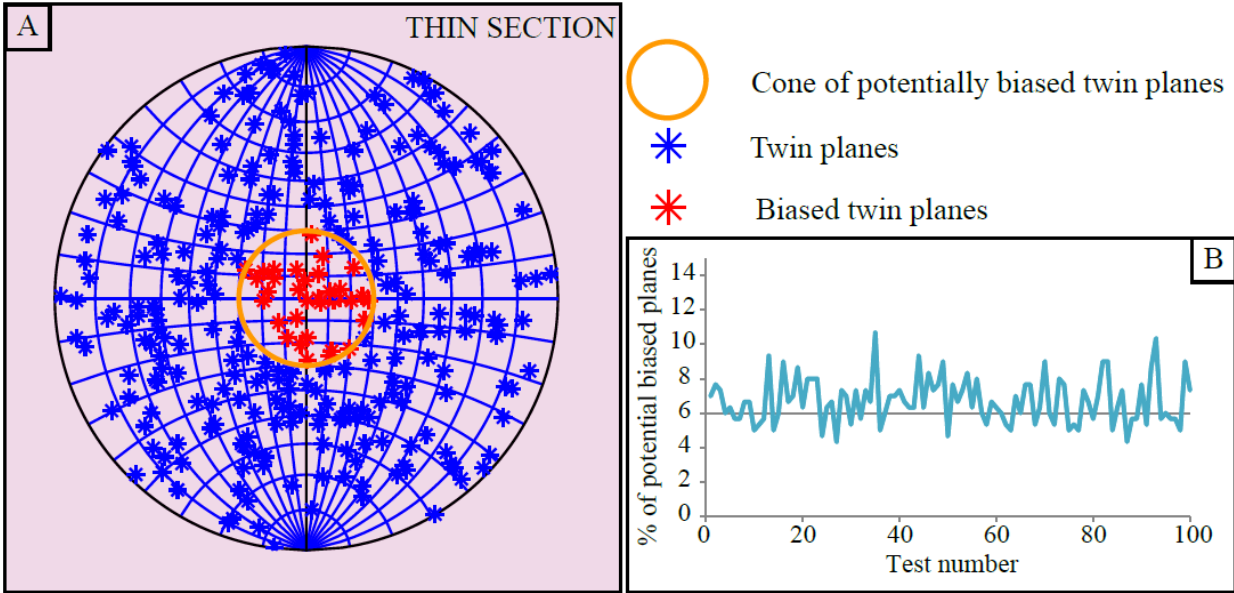 A
THIN SECTION
Cone of potentially biased twin planes
Twin planes
Biased twin planes
B
% of potential biased planes
14
12
10
8
6
4
2
0
0 20 40 60 80 100
Test number